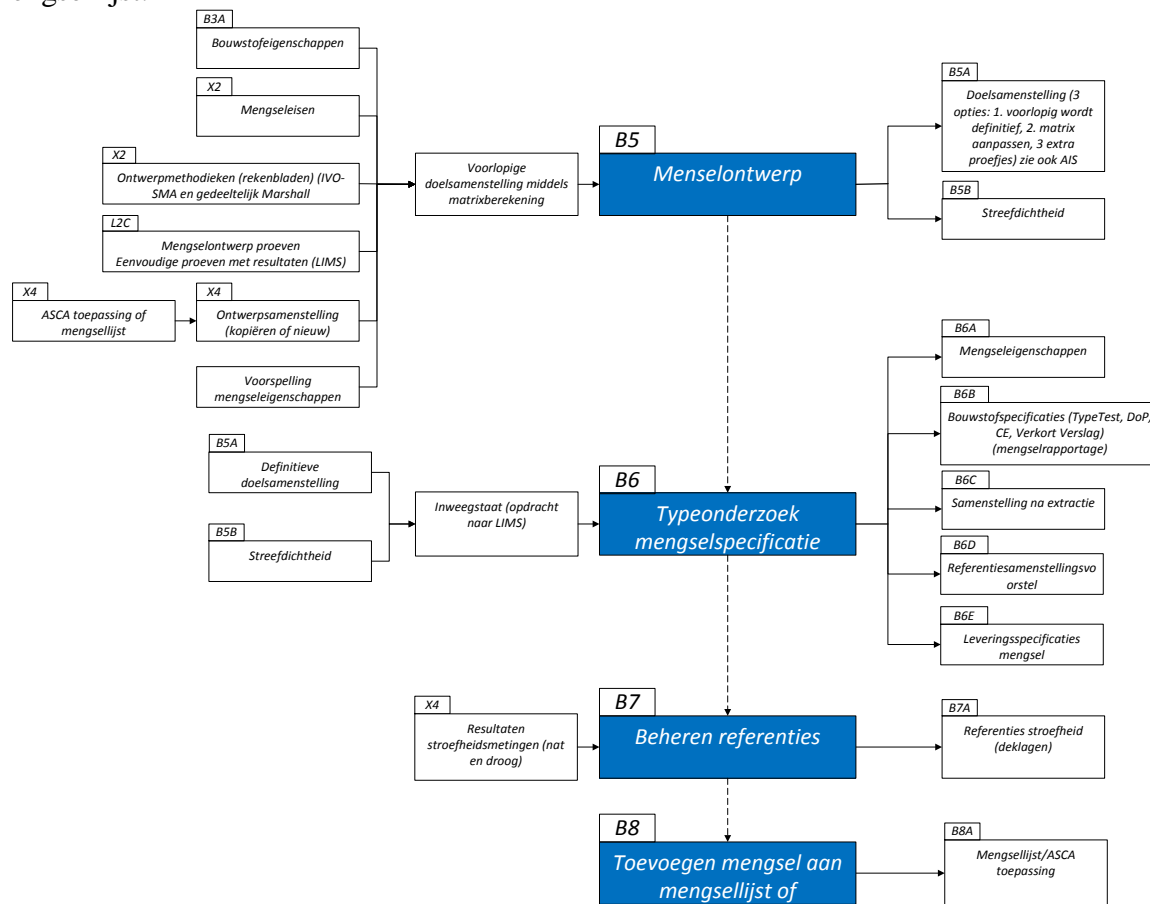 B3A
Bouwstofeigenschappen
X2
Mengseleisen
X2
Ontwerpmethodieken (rekenbladen) (IVO-
SMA en gedeeltelijk Marshall
L2C
Mengselontwerp proeven
Eenvoudige proeven met resultaten (LIMS)
X4
ASCA toepassing of
mengsellijst
X4
Ontwerpsamenstelling
(kopiëren of nieuw)
Voorspelling
mengseleigenschappen
Voorlopige
doelsamenstelling middels
matrixberekening
B5
Menselontwerp
B5A
Doelsamenstelling (3
opties: 1. voorlopig wordt
definitief, 2. matrix
aanpassen, 3 extra
proefjes) zie ook AIS
B5B
Streefdichtheid
B5A
Definitieve
doelsamenstelling
B5B
Streefdichtheid
Inweegstaat (opdracht
naar LIMS)
B6
Typeonderzoek
mengselspecificatie
B6A
Mengseleigenschappen
B6B
Bouwstofspecificaties (TypeTest, DoP,
CE, Verkort Verslag)
(mengselrapportage)
B6C
Samenstelling na extractie
B6D
Referentiesamenstellingsvo
orstel
B6E
Leveringsspecificaties
mengsel
X4
Resultaten
stroefheidsmetingen (nat
en droog)
B7
Beheren referenties
B7A
Referenties stroefheid
(deklagen)
B8
Toevoegen mengsel aan
mengsellijst of
B8A
Mengsellijst/ASCA
toepassing